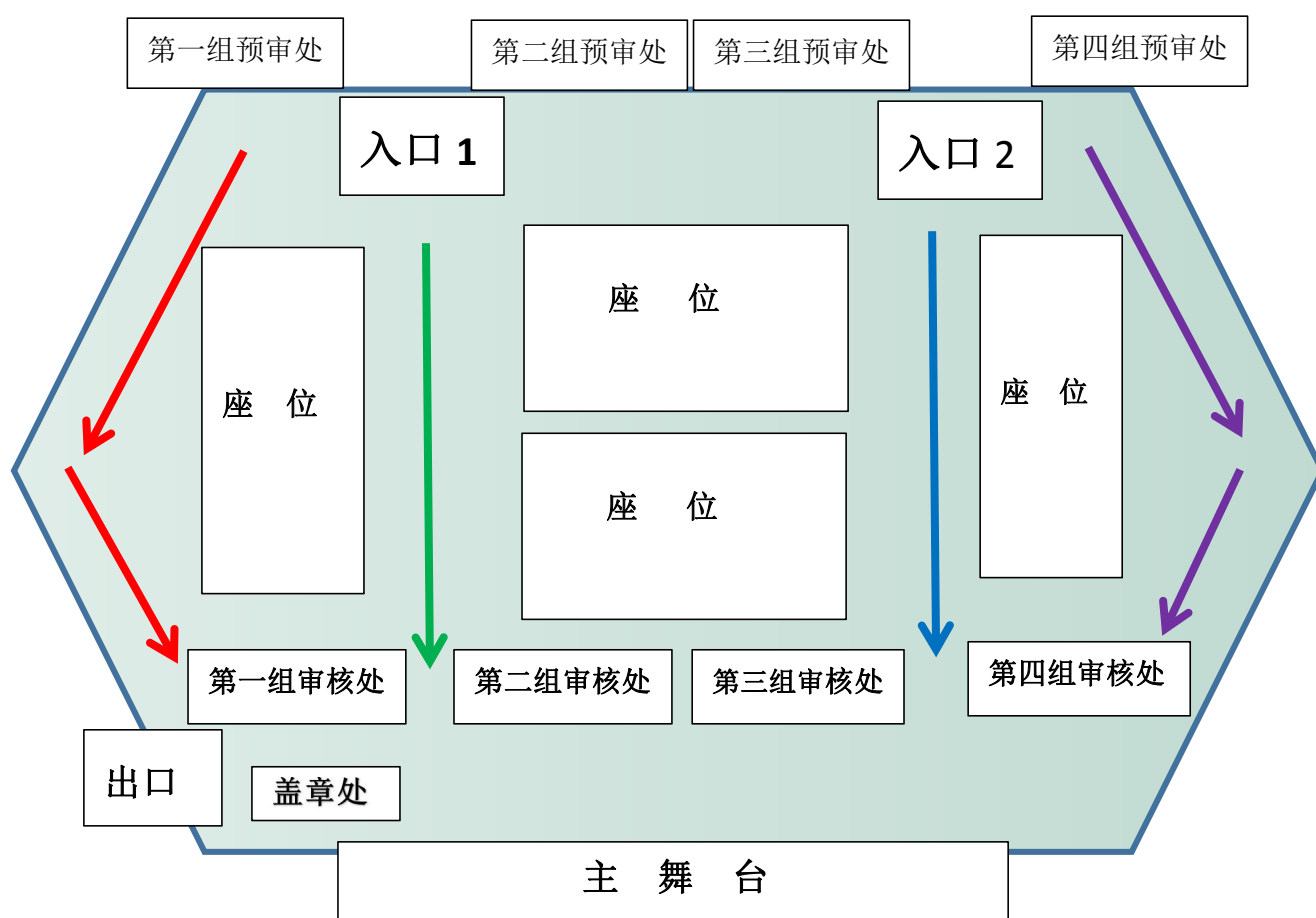 第一组预审处
第二组预审处
第三组预审处
第四组预审处
入口 1
入口 2
座 位
座 位
座 位
座 位
第一组审核处
第二组审核处
第三组审核处
第四组审核处
出口
盖章处
主 舞 台